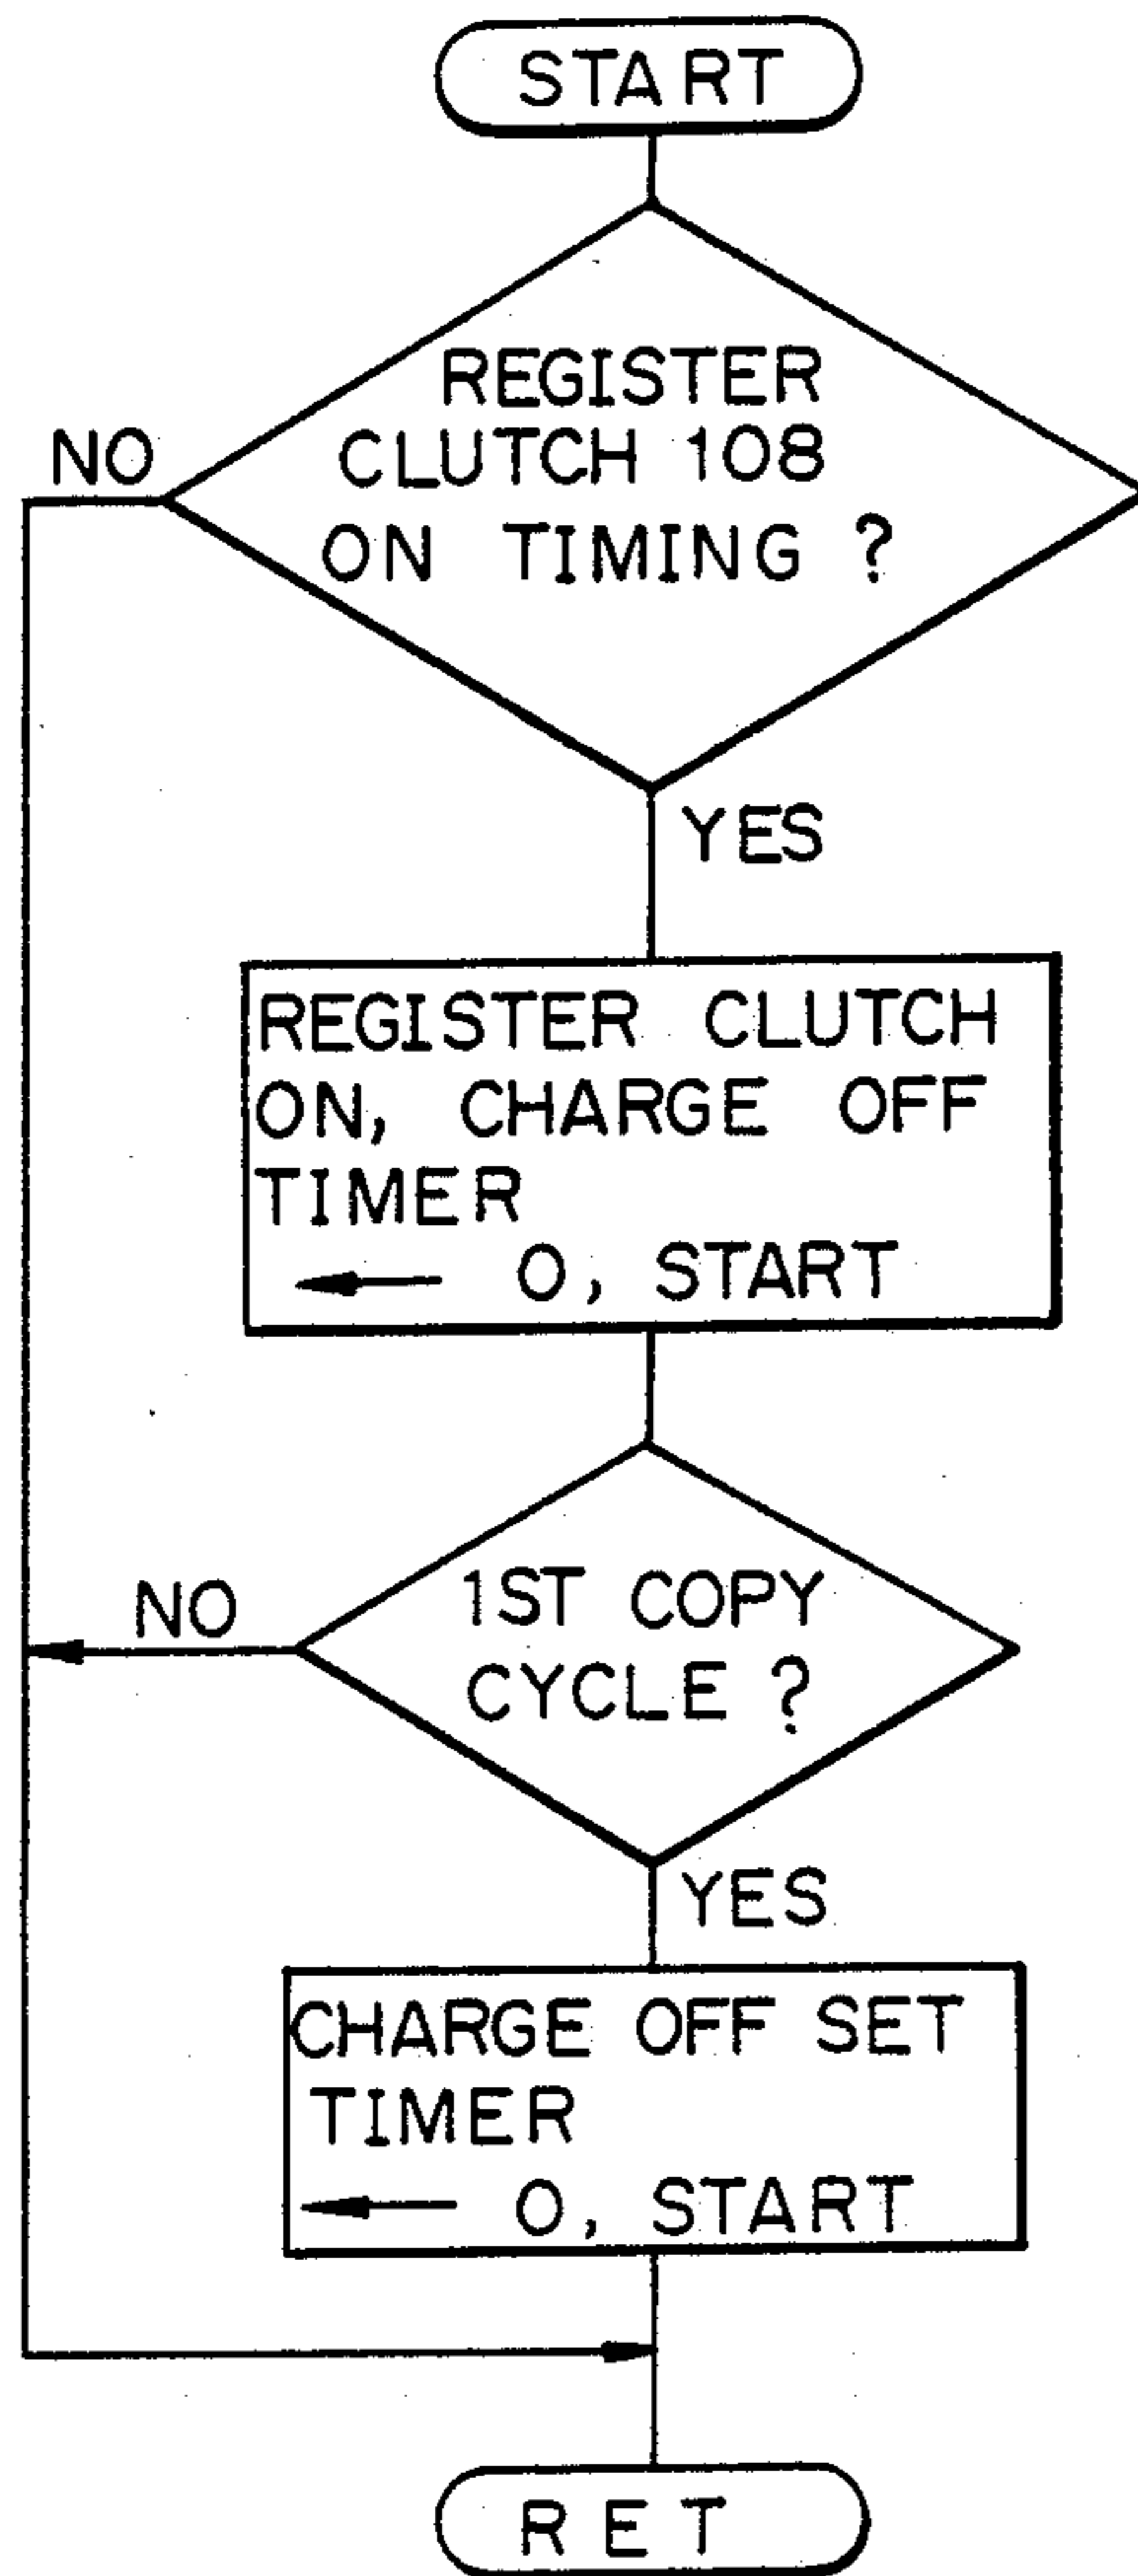 START
REGISTER
CLUTCH 108
ON TIMING ?
NO
YES
REGISTER CLUTCH
ON, CHARGE OFF
TIMER
← 0, START
1ST COPY
CYCLE ?
NO
YES
CHARGE OFF SET
TIMER
← 0, START
RET